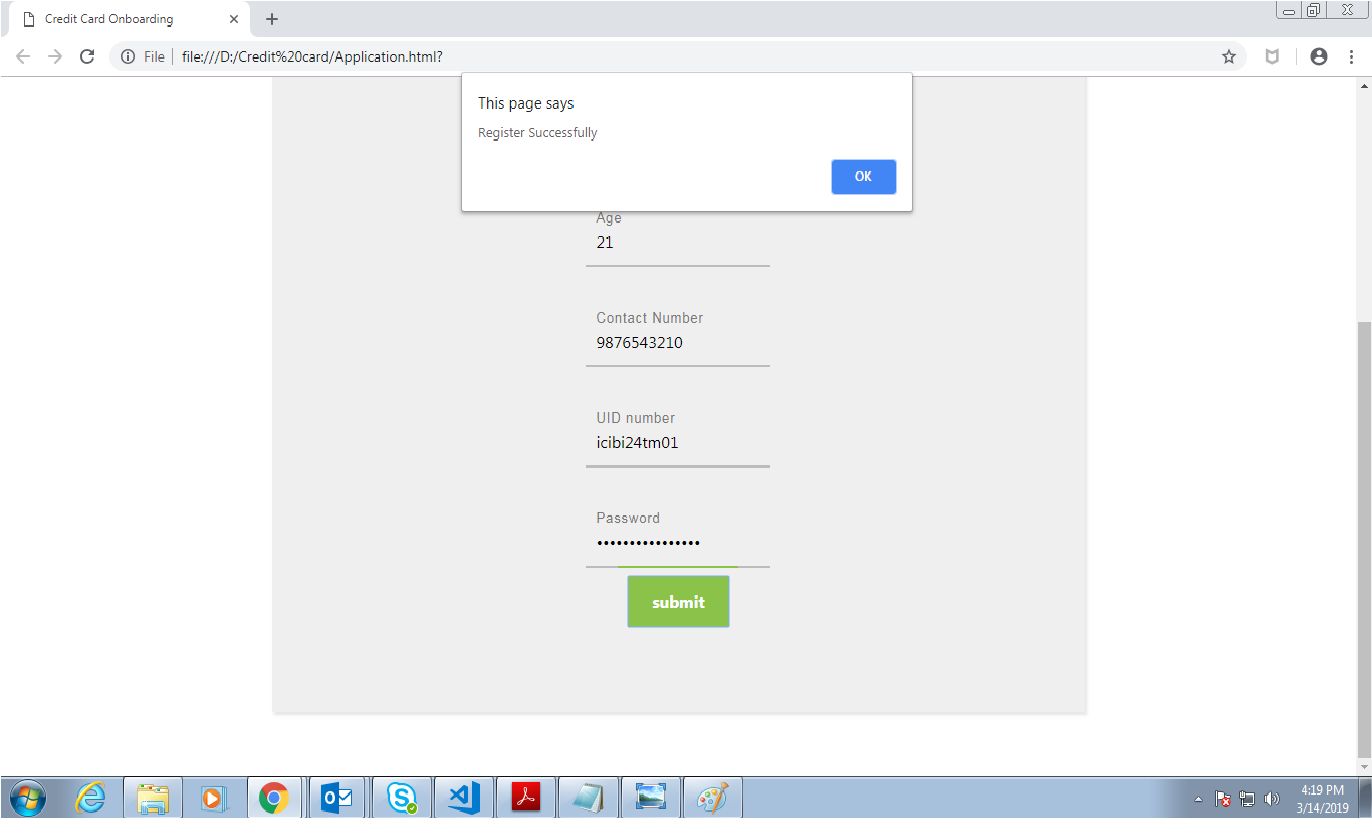 Credit Card Onboarding
File file:///D:/Credit%20card/Application.html?
This page says
Register Successfully
OK
Age
21
Contact Number
9876543210
UID number
icibi24tm01
Password
••••••••••••••••
submit
4:19 PM
3/14/2019